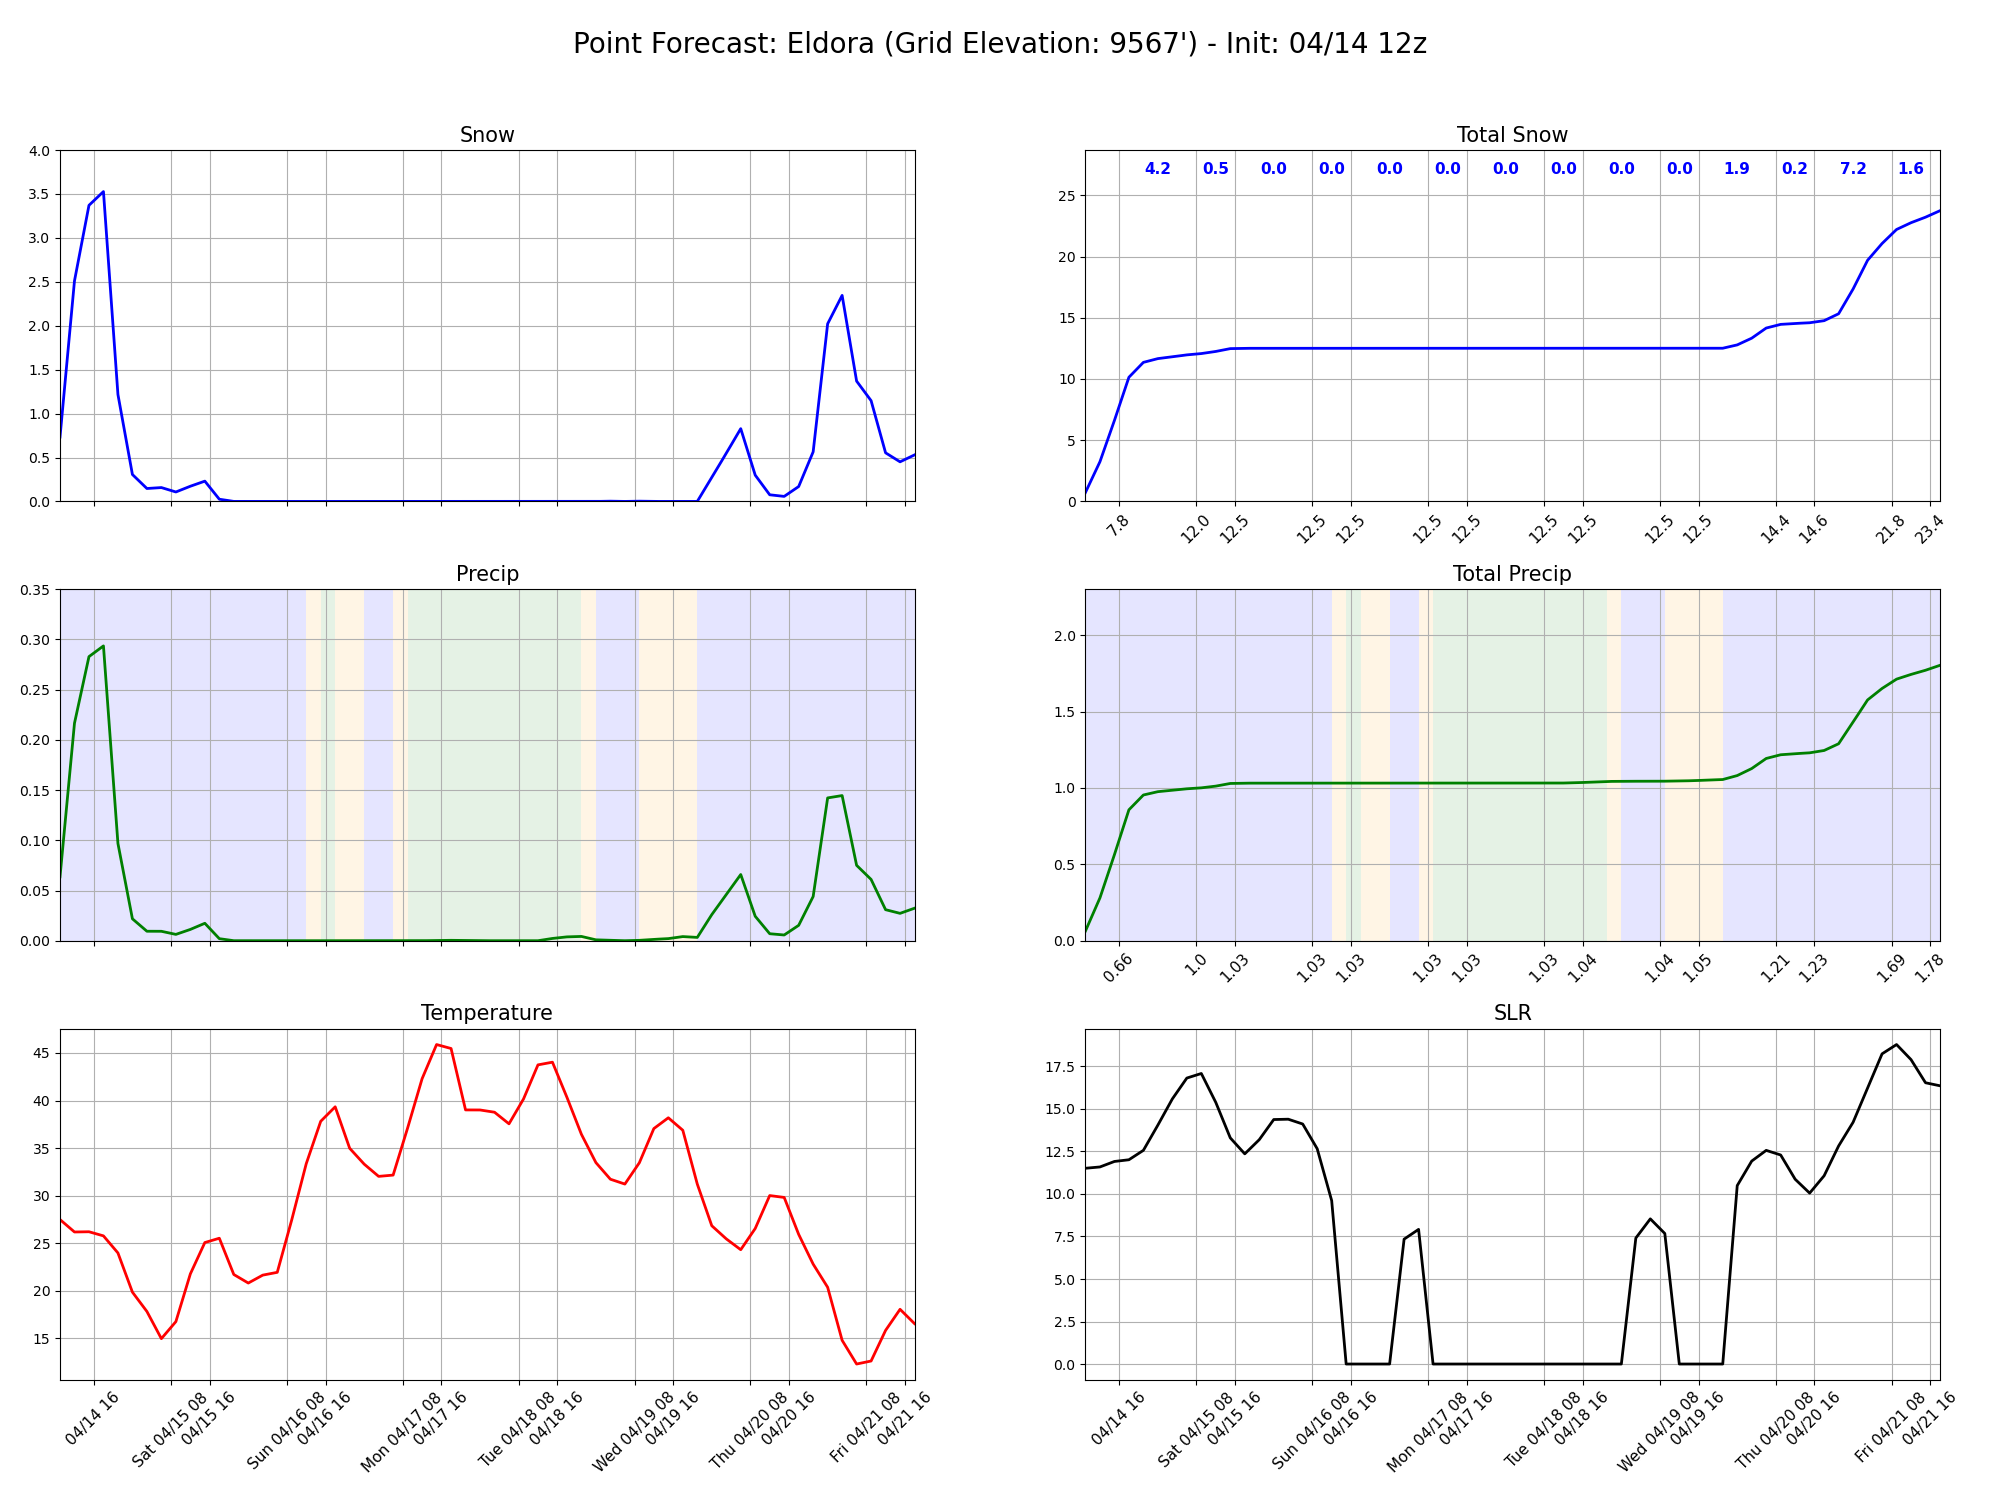 Point Forecast: Eldora (Grid Elevation: 9567') - Init: 04/14 12z
Snow
4.0
3.5
3.0
2.5
2.0
1.5
1.0
0.5
0.0
Total Snow
4.2 0.5 0.0 0.0 0.0 0.0 0.0 0.0 0.0 0.0 1.9 0.2 7.2 1.6
25
20
15
10
5
0
7.8 12.0 12.5 12.5 12.5 12.5 12.5 12.5 12.5 12.5 12.5 14.4 14.6 21.8 23.4
Precip
0.35
0.30
0.25
0.20
0.15
0.10
0.05
0.00
Total Precip
2.0
1.5
1.0
0.5
0.0
0.66 1.0 1.03 1.03 1.03 1.03 1.03 1.03 1.04 1.04 1.05 1.21 1.23 1.69 1.78
Temperature
45
40
35
30
25
20
15
04/14 16
Sat 04/15 08
04/15 16
Sun 04/16 08
04/16 16
Mon 04/17 08
04/17 16
Tue 04/18 08
04/18 16
Wed 04/19 08
04/19 16
Thu 04/20 08
04/20 16
Fri 04/21 08
04/21 16
SLR
17.5
15.0
12.5
10.0
7.5
5.0
2.5
0.0
04/14 16
Sat 04/15 08
04/15 16
Sun 04/16 08
04/16 16
Mon 04/17 08
04/17 16
Tue 04/18 08
04/18 16
Wed 04/19 08
04/19 16
Thu 04/20 08
04/20 16
Fri 04/21 08
04/21 16